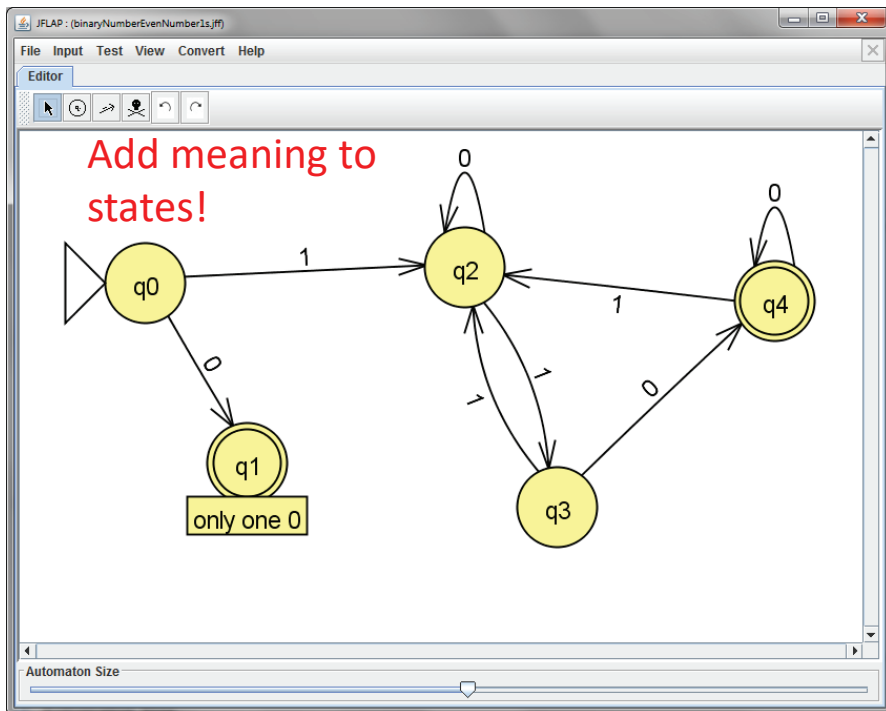 JFLAP : (binaryNumberEvenNumber1s.jff)
File Input Test View Convert Help
Editor
Add meaning to
states!
0
0
1
q0
q2
q4
1
0
1
1
0
q1
q3
only one 0
Automaton Size